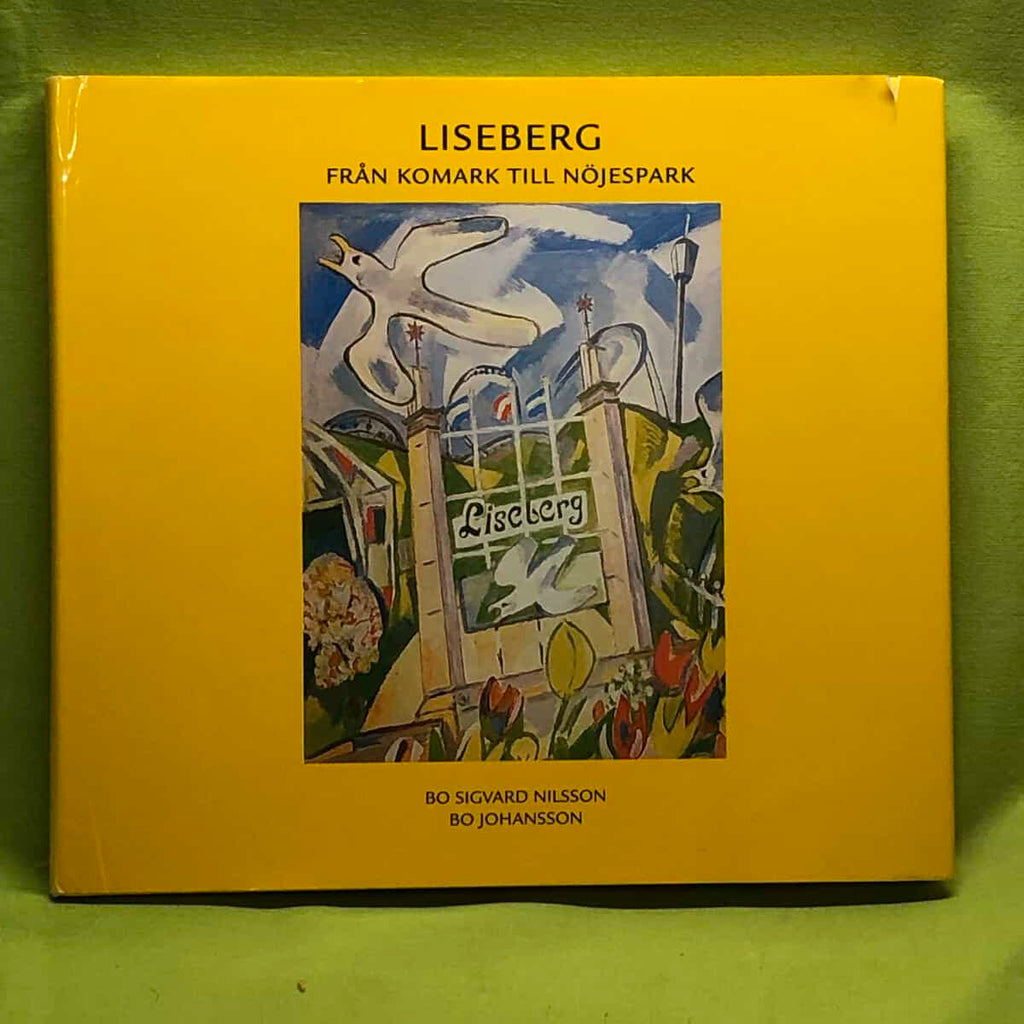 LISEBERG
FRÅN KOMARK TILL NÖJESPARK
Liseberg
BO SIGVARD NILSSON
BO JOHANSSON